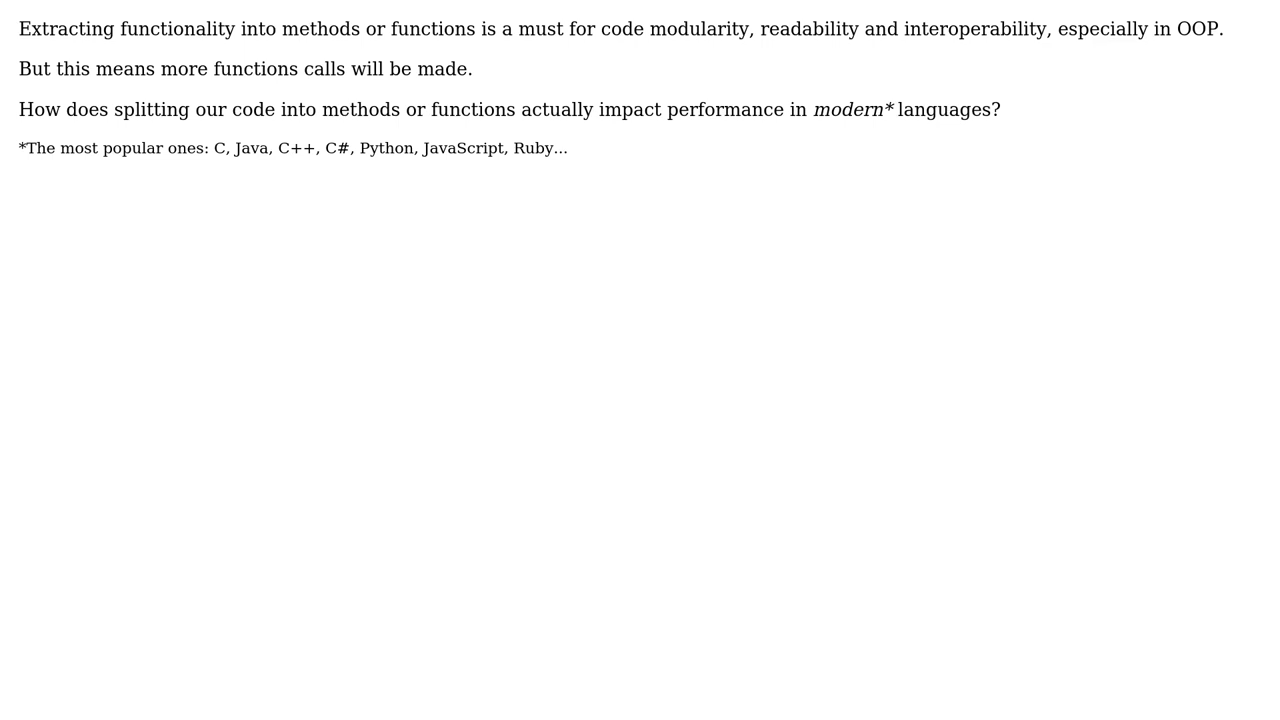 Extracting functionality into methods or functions is a must for code modularity, readability and interoperability, especially in OOP.
But this means more functions calls will be made.
How does splitting our code into methods or functions actually impact performance in modern* languages?
*The most popular ones: C, Java, C++, C#, Python, JavaScript, Ruby...